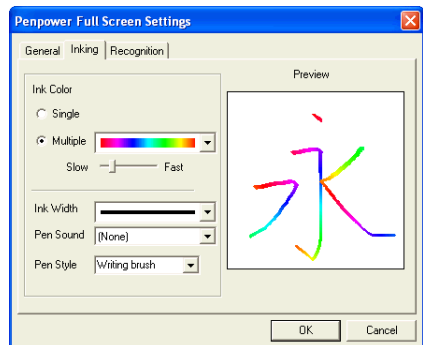 Penpower Full Screen Settings
General Inking Recognition
Ink Color
Single
Multiple
Slow Fast
Ink Width
Pen Sound (None)
Pen Style Writing brush
Preview
永
OK Cancel